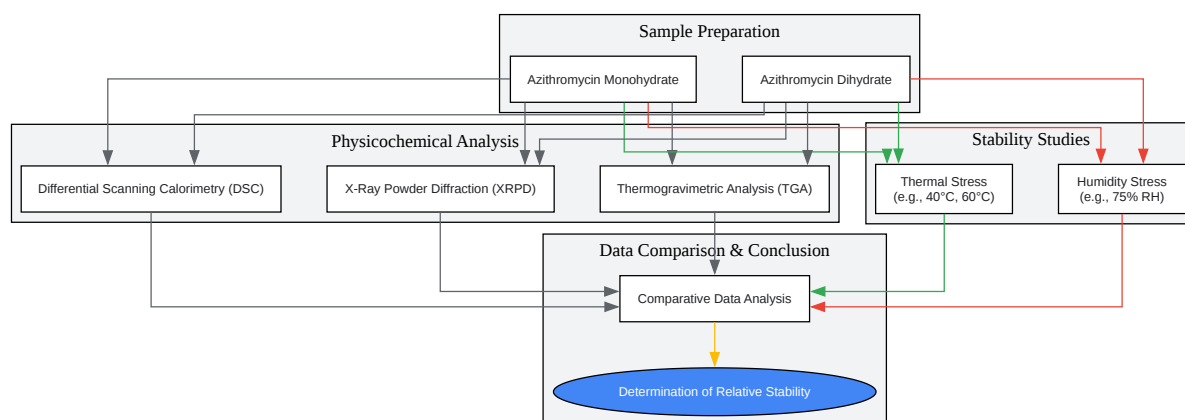 Sample Preparation
Azithromycin Monohydrate
Azithromycin Dihydrate
Physicochemical Analysis
Stability Studies
Differential Scanning Calorimetry (DSC)
X-Ray Powder Diffraction (XRPD)
Thermogravimetric Analysis (TGA)
Thermal Stress
(e.g., 40°C, 60°C)
Humidity Stress
(e.g., 75% RH)
Data Comparison & Conclusion
Comparative Data Analysis
Determination of Relative Stability